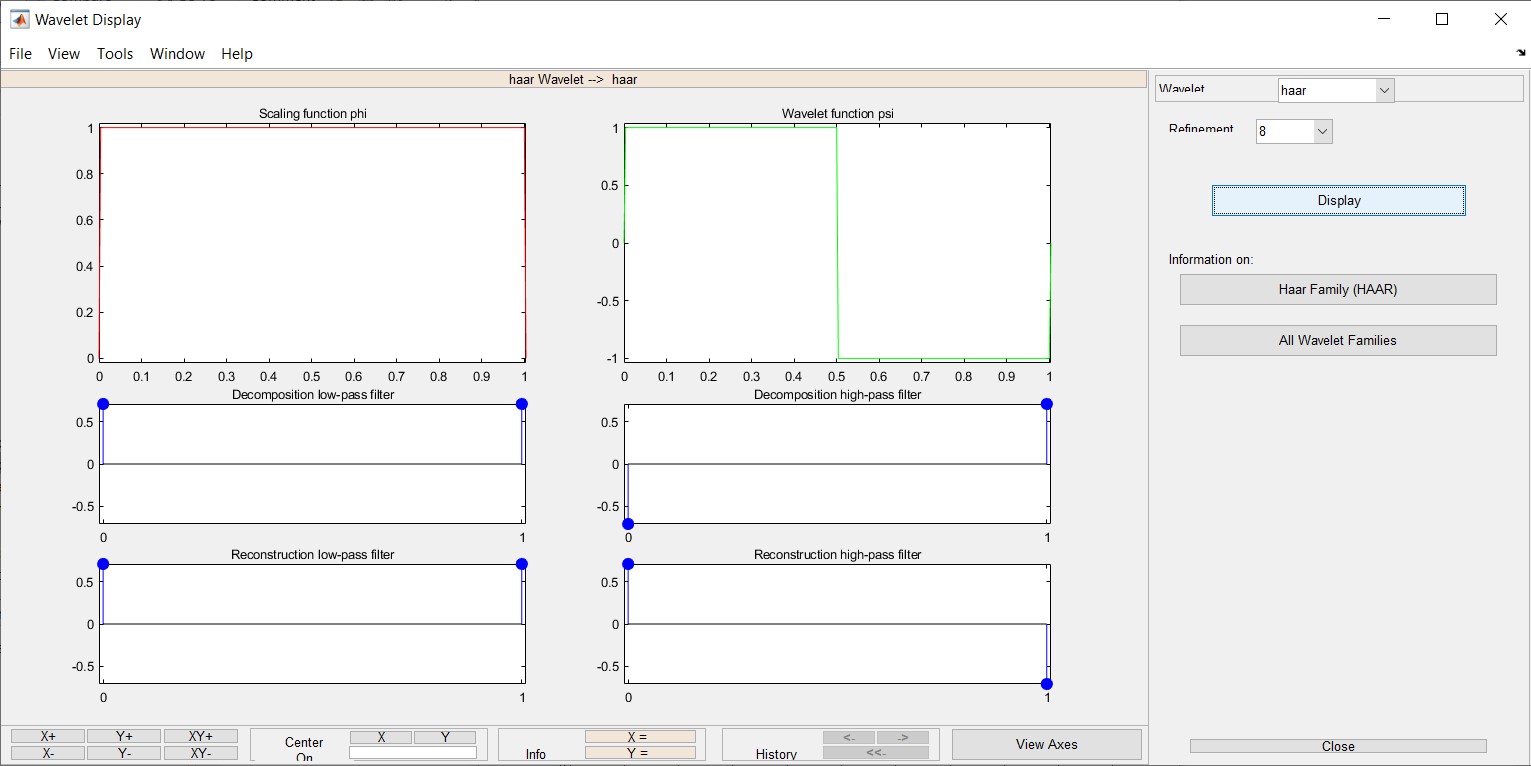 Wavelet Display
File View Tools Window Help
haar Wavelet --> haar
Wavelet haar
Refinement 8
Display
Information on:
Haar Family (HAAR)
All Wavelet Families
Close
Scaling function phi
1
0.8
0.6
0.4
0.2
0
0 0.1 0.2 0.3 0.4 0.5 0.6 0.7 0.8 0.9 1
Wavelet function psi
1
0.5
0
-0.5
-1
0 0.1 0.2 0.3 0.4 0.5 0.6 0.7 0.8 0.9 1
Decomposition low-pass filter
0.5
0
-0.5
0 1
Decomposition high-pass filter
0.5
0
-0.5
0 1
Reconstruction low-pass filter
0.5
0
-0.5
0 1
Reconstruction high-pass filter
0.5
0
-0.5
0 1
X+ Y+ XY+
X- Y- XY-
Center
On
X Y
Info
X =
Y =
History
<- ->
<<-
View Axes